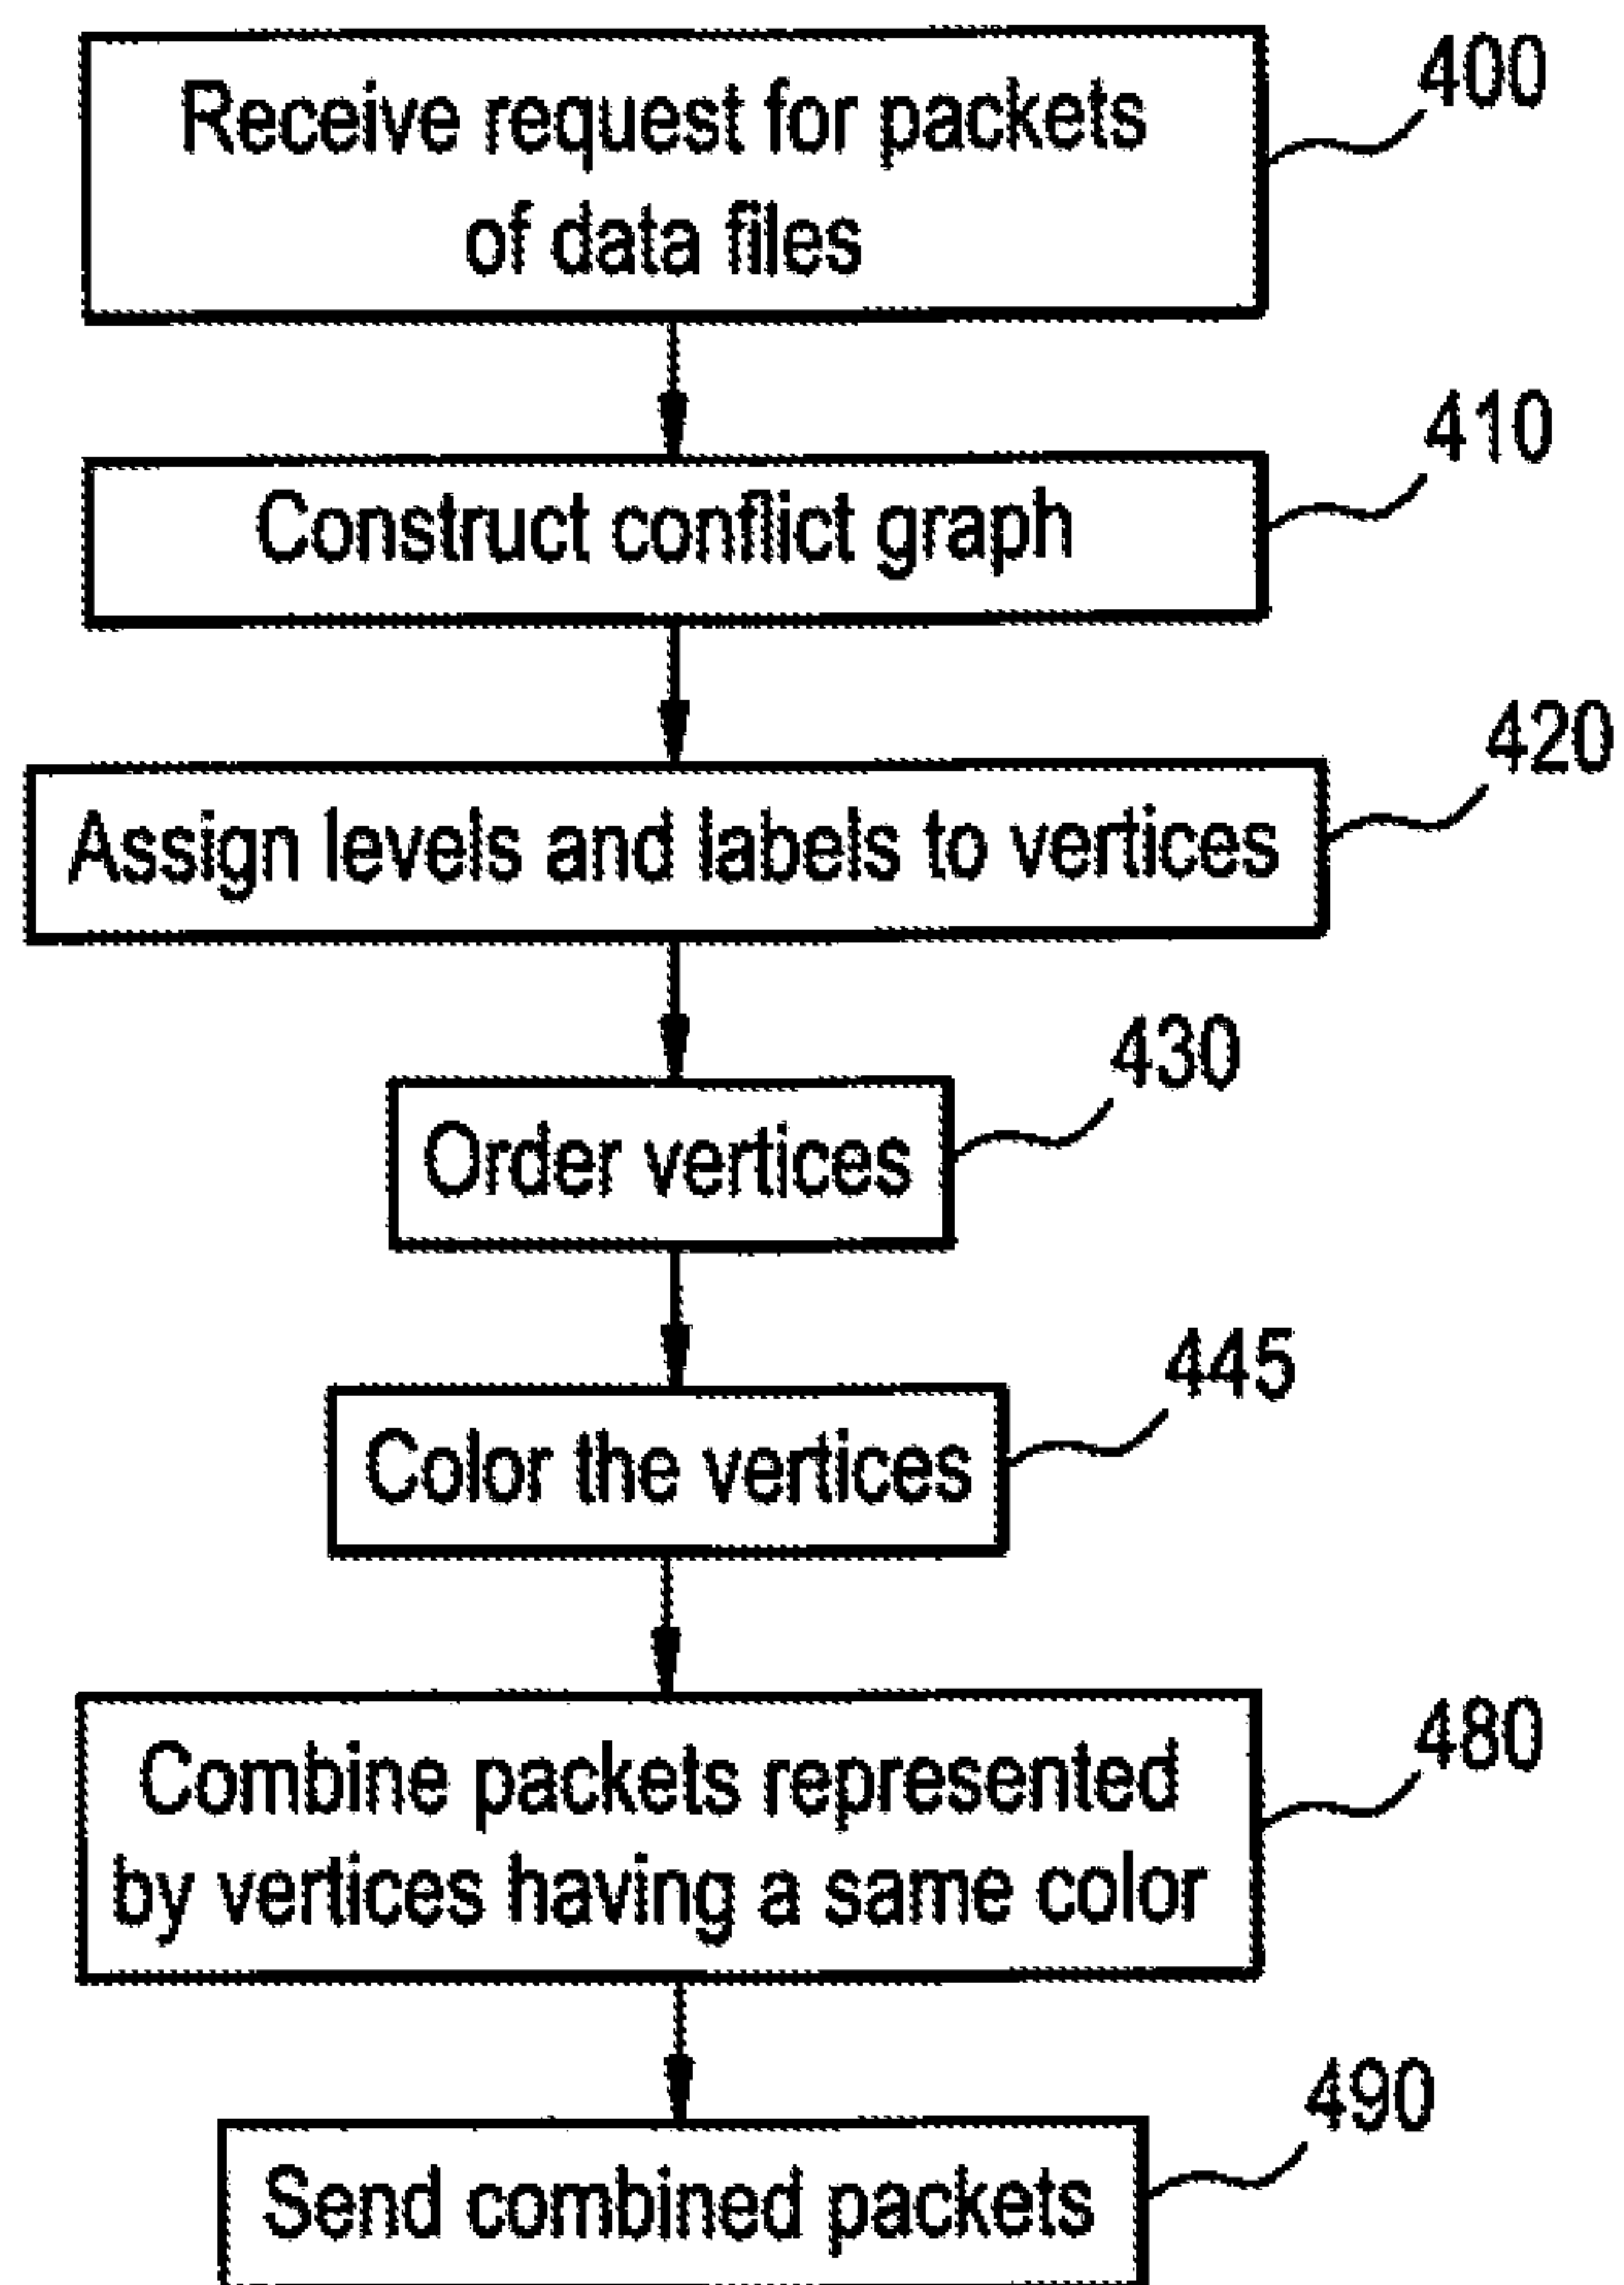 Receive request for packets
of data files
400
Construct conflict graph
410
Assign levels and labels to vertices
420
Order vertices
430
Color the vertices
445
Combine packets represented
by vertices having a same color
480
Send combined packets
490